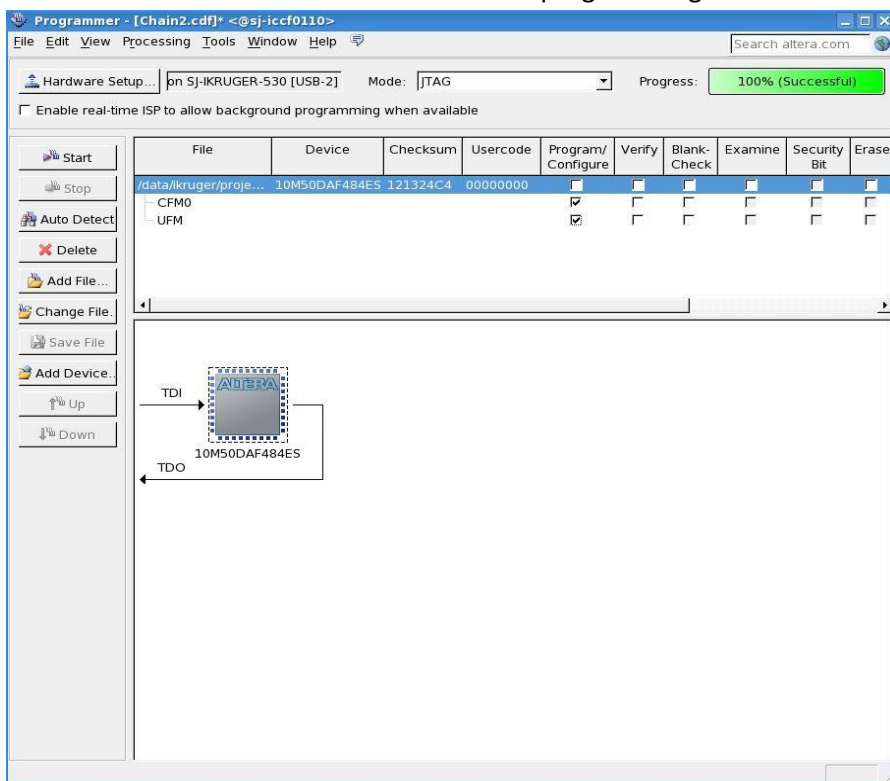 Programmer - [Chain2.cdf]* <@sj-iccf0110>
File Edit View Processing Tools Window Help
Search altera.com
Hardware Setup... on SJ-IKRUGER-530 [USB-2] Mode: JTAG Progress: 100% (Successful)
Enable real-time ISP to allow background programming when available
Start
Stop
Auto Detect
Delete
Add File...
Change File.
Save File
Add Device..
Up
Down
File Device Checksum Usercode Program/Configure Verify Blank-Check Examine Security Bit Erase
/data/ikruger/proje... 10M50DAF484ES 121324C4 00000000
CFM0
UFM
TDI
ALTERA
10M50DAF484ES
TDO